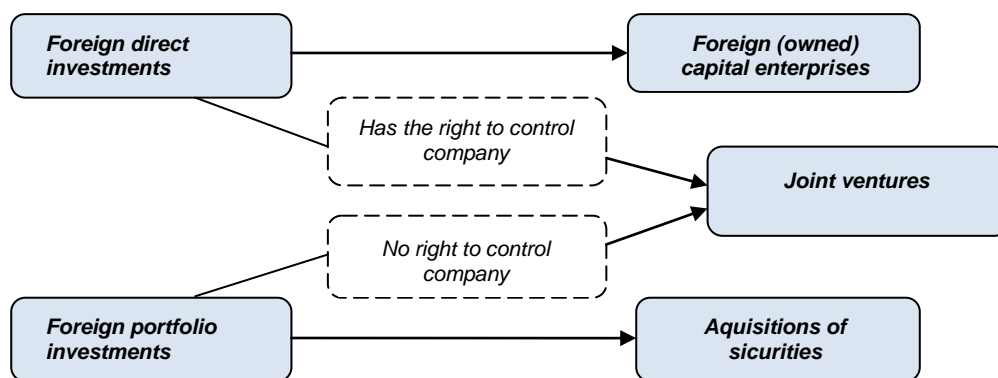 Foreign direct
investments
Foreign (owned)
capital enterprises
Has the right to control
company
Joint ventures
No right to control
company
Foreign portfolio
investments
Aquisitions of
sicurities